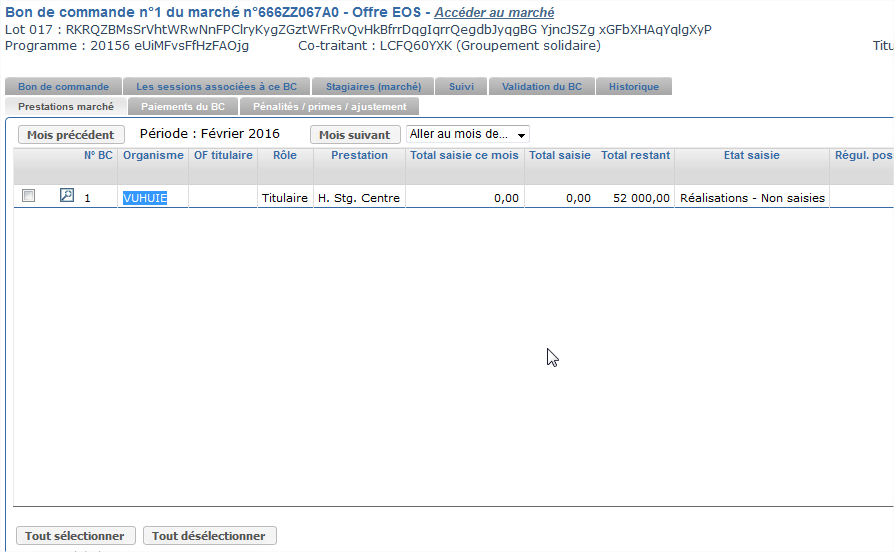 Bon de commande n°1 du marché n°666ZZ067A0 - Offre EOS - Accéder au marché
Lot 017 : RKRQZBMsSrVhtWRwNnFPClryKygZGztWFrRvQvHkBfrrDqgIqrrQegdbJyqgBG YjncJSZg xGFbXHAqYqlgXyP
Programme : 20156 eUiMFvsFfHzFAOjg Co-traitant : LCFQ60YXK (Groupement solidaire) Titu
Bon de commande Les sessions associées à ce BC Stagiaires (marché) Suivi Validation du BC Historique
Prestations marché Paiements du BC Pénalités / primes / ajustement
Mois précédent Période : Février 2016 Mois suivant Aller au mois de...
N° BC Organisme OF titulaire Rôle Prestation Total saisie ce mois Total saisie Total restant Etat saisie Régul. pos
1 VUHUIE Titulaire H. Stg. Centre 0,00 0,00 52 000,00 Réalisations - Non saisies
Tout sélectionner Tout désélectionner